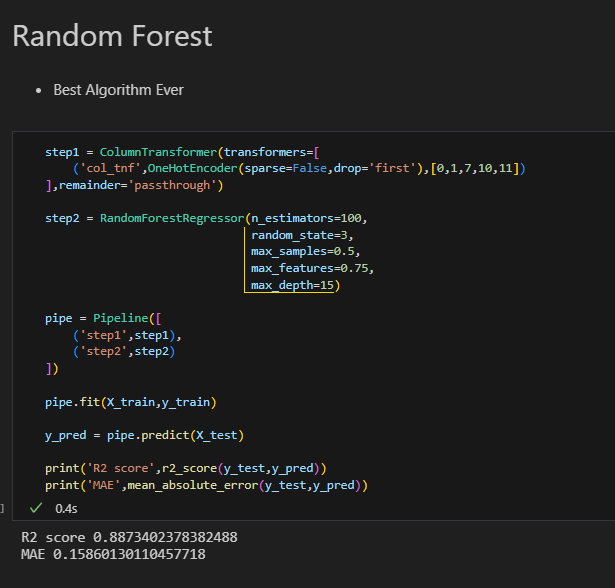 Random Forest
• Best Algorithm Ever
step1 = ColumnTransformer(transformers=[
    ('col_tnf',OneHotEncoder(sparse=False,drop='first'),[0,1,7,10,11])
],remainder='passthrough')
step2 = RandomForestRegressor(n_estimators=100,
                              random_state=3,
                              max_samples=0.5,
                              max_features=0.75,
                              max_depth=15)
pipe = Pipeline([
    ('step1',step1),
    ('step2',step2)
])
pipe.fit(X_train,y_train)
y_pred = pipe.predict(X_test)
print('R2 score',r2_score(y_test,y_pred))
print('MAE',mean_absolute_error(y_test,y_pred))
] ✓ 0.4s
R2 score 0.8873402378382488
MAE 0.15860130110457718